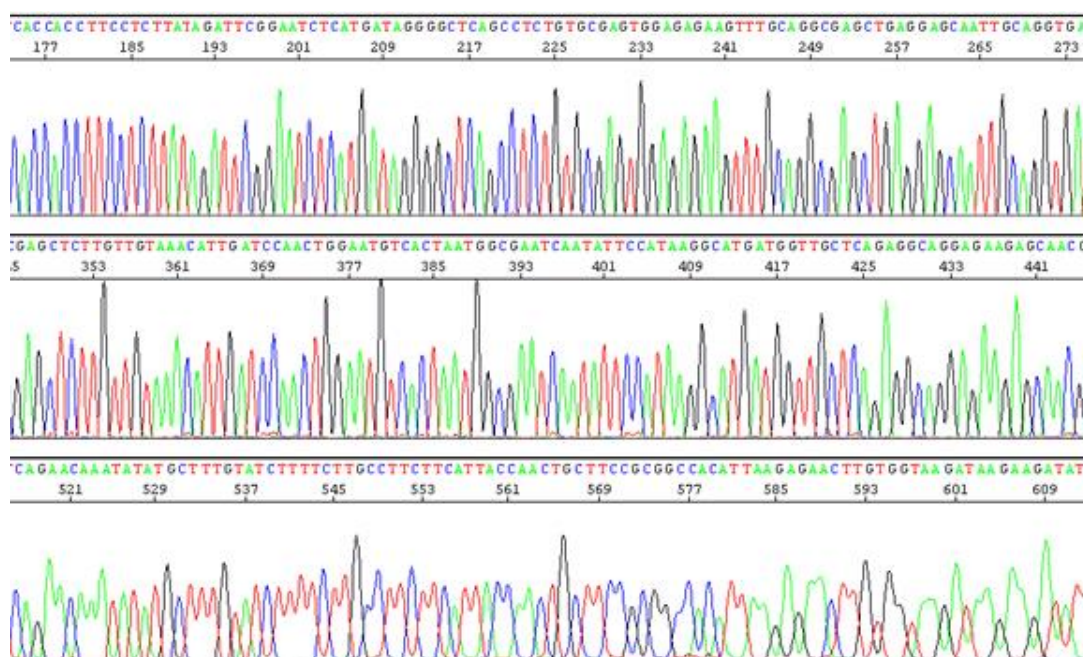 CACCACCTTCCTCTTATAGATTCGGAATCTCATGATAGGGGCTCAGCCTCTGTGCGAGTGGAGAGAAGTTTGCAGGCGAGCTGAGGAGCAATTGCAGGTGA
177 185 193 201 209 217 225 233 241 249 257 265 273
CGAGCTCTTGTTGTAAACATTGATCCAACTGGAATGTCACTAATGGCGAATCAATATTCCATAAGGCATGATGGTTGCTCAGAGGCAGGAGAAGAGCAACG
353 361 369 377 385 393 401 409 417 425 433 441
CAGAACAAATATATGCTTTGTATCTTTTCTTGCCTTCTTCATTACCAACTGCTTCCGCGGCCACATTAAGAGAACTTGTGGTAAGATAAGAAGATAT
521 529 537 545 553 561 569 577 585 593 601 609